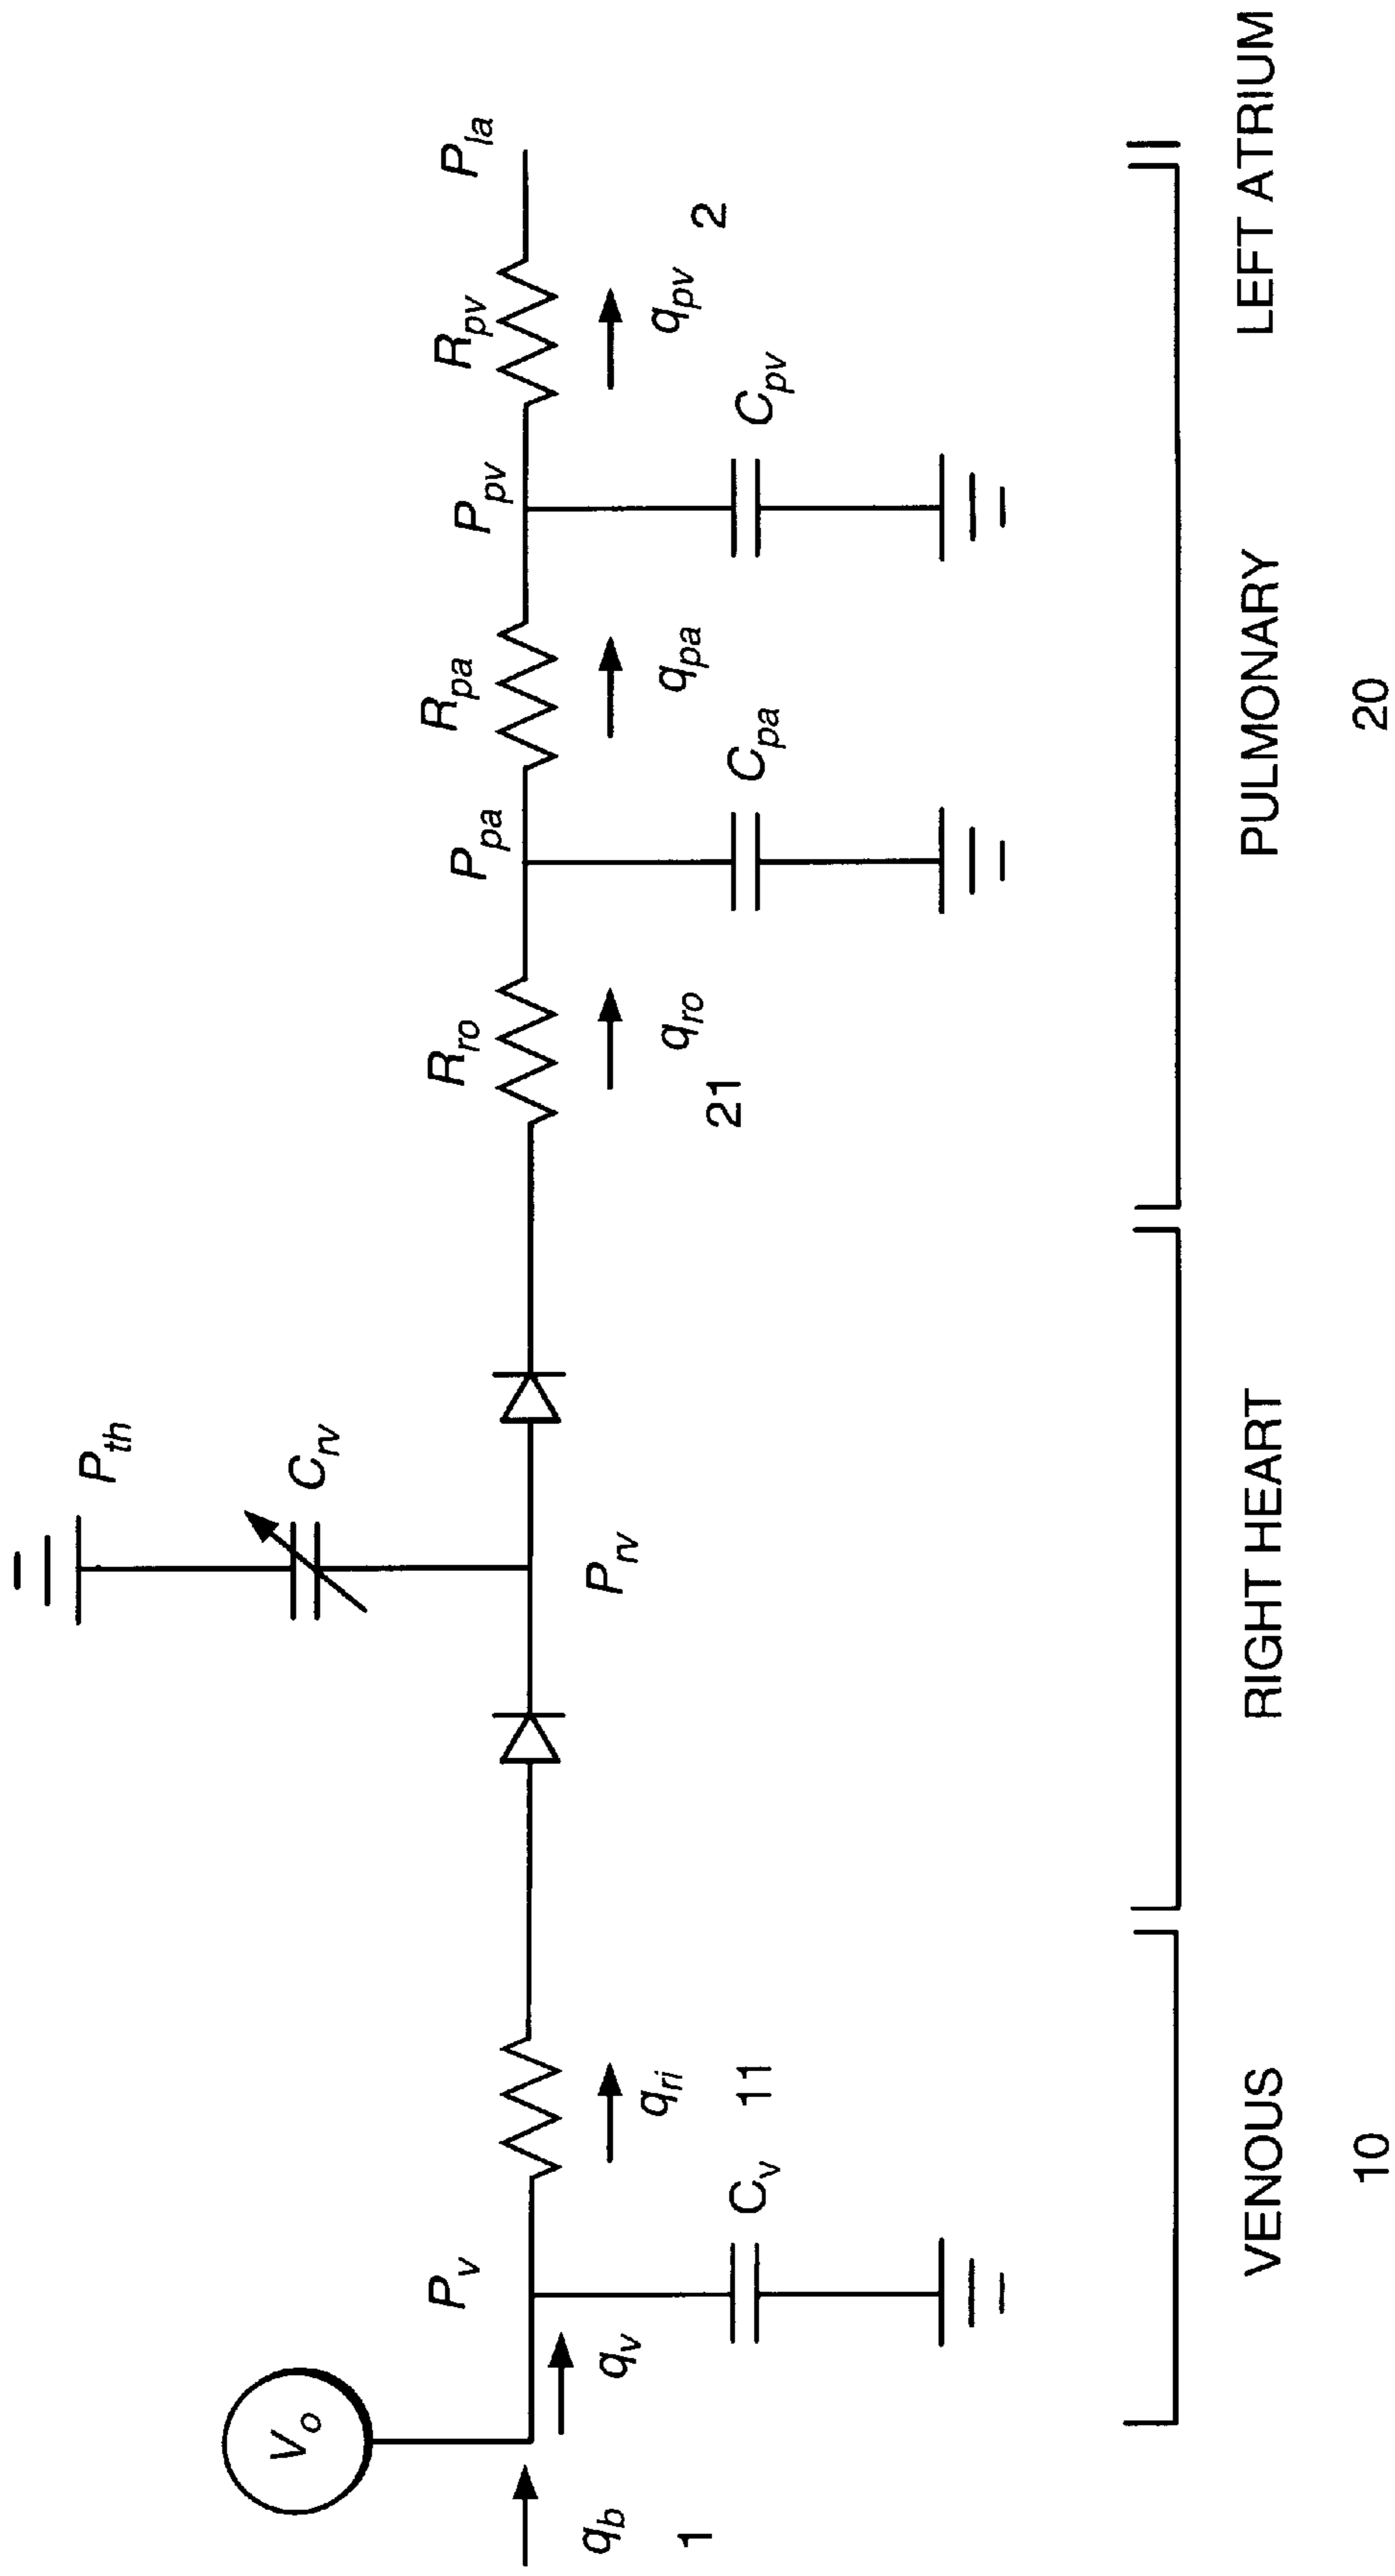 P_th
C_rv
V_o
P_v
R_ro
P_pa
R_pa
P_pv
R_pv
P_la
q_b
q_v
q_ri
P_rv
q_ro
q_pa
q_pv
1
C_v
11
21
C_pa
C_pv
2
VENOUS
RIGHT HEART
PULMONARY
LEFT ATRIUM
10
20